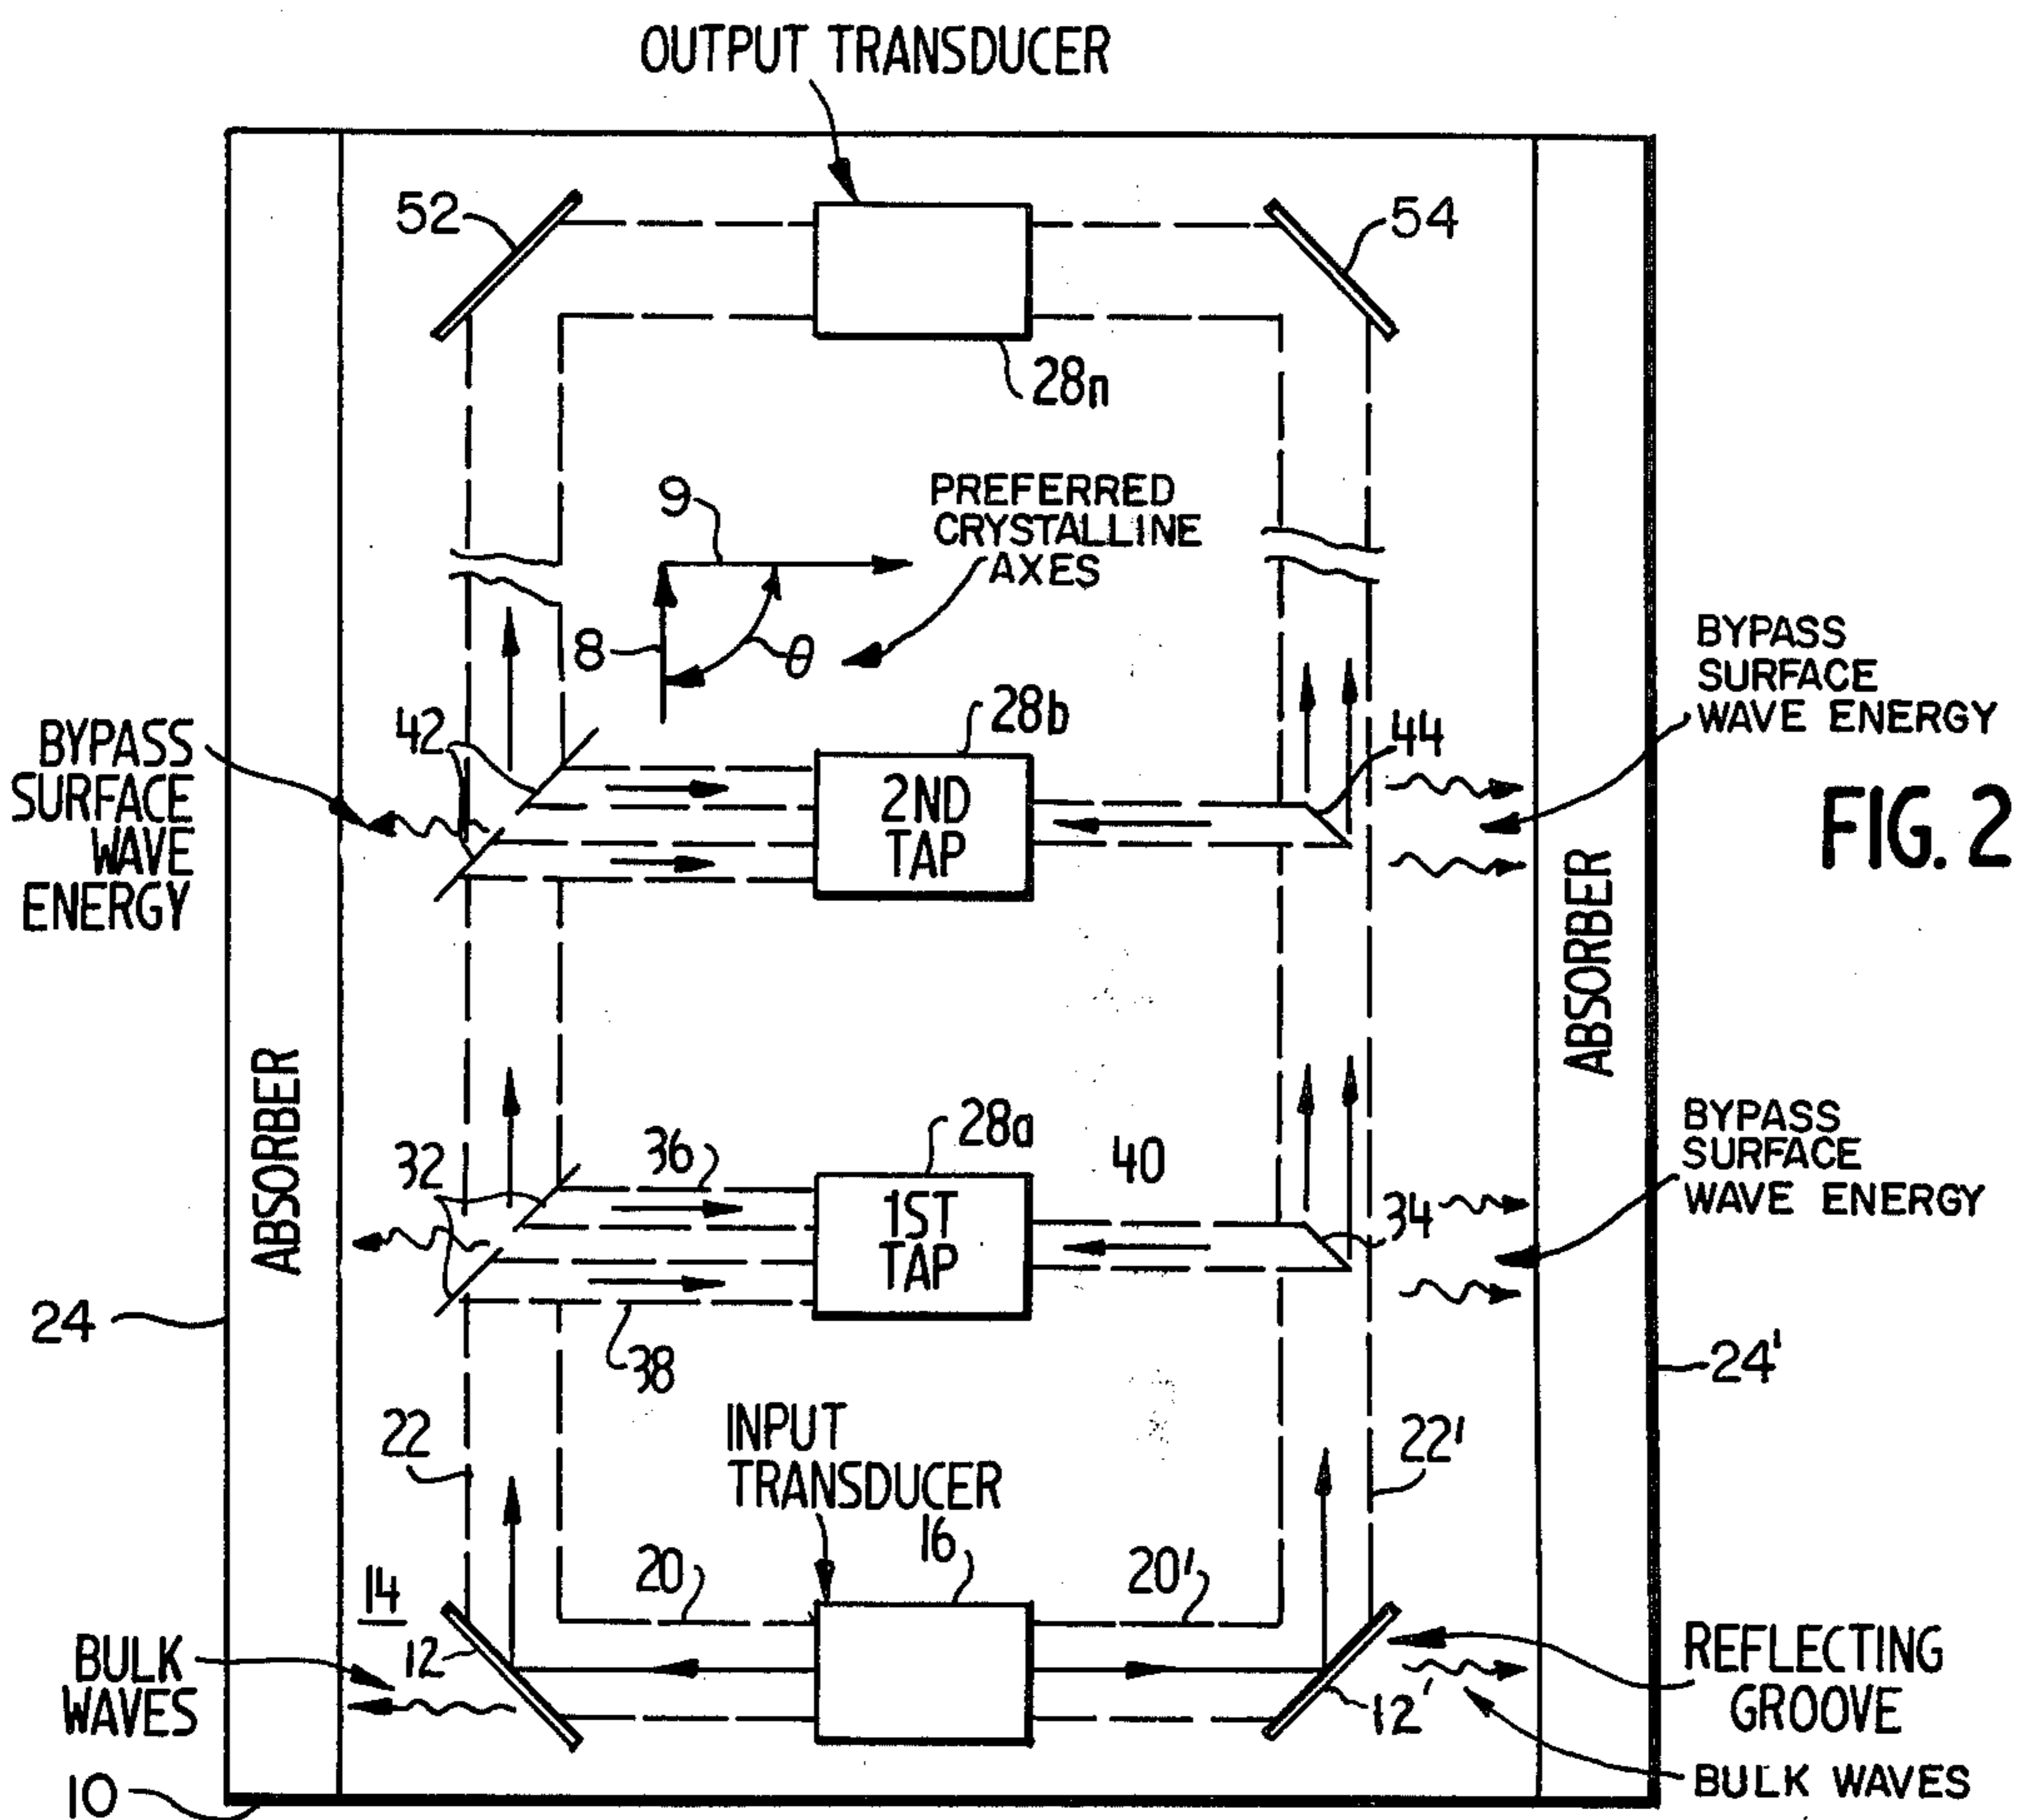 OUTPUT TRANSDUCER
52
54
28n
9
PREFERRED
CRYSTALLINE
AXES
8
θ
BYPASS
SURFACE
WAVE ENERGY
42
28b
44
BYPASS
SURFACE
WAVE
ENERGY
2ND
TAP
FIG. 2
ABSORBER
ABSORBER
32
36
28a
40
34
BYPASS
SURFACE
WAVE ENERGY
1ST
TAP
24
38
24'
22
INPUT
TRANSDUCER
16
22'
20
20'
14
12
BULK
WAVES
12'
REFLECTING
GROOVE
BULK WAVES
10